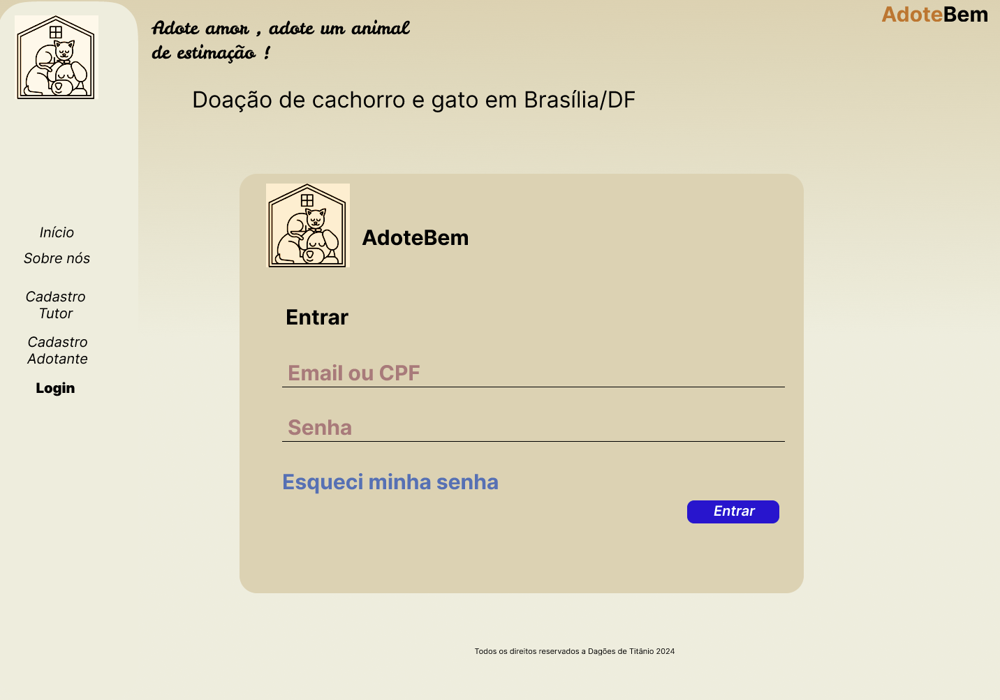 Adote amor , adote um animal
de estimação !
AdoteBem
Doação de cachorro e gato em Brasília/DF
Início
Sobre nós
Cadastro
Tutor
Cadastro
Adotante
Login
AdoteBem
Entrar
Email ou CPF
Senha
Esqueci minha senha
Entrar
Todos os direitos reservados a Dagões de Titânio 2024